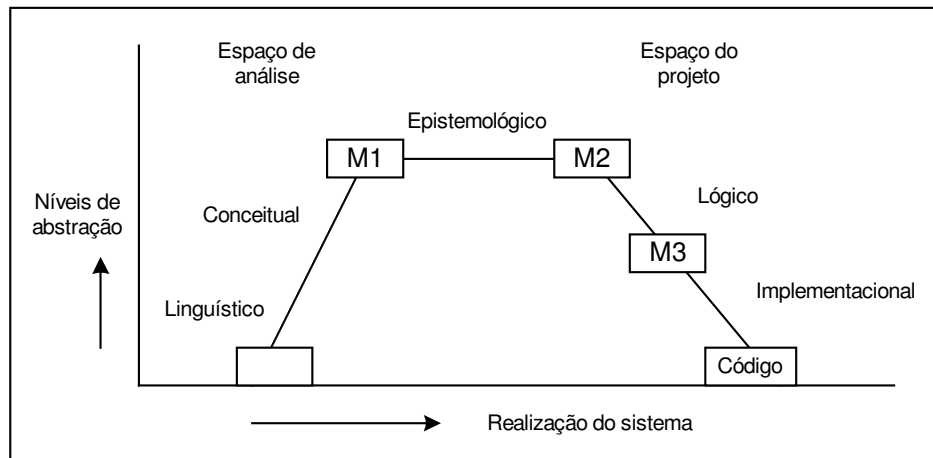 Espaço de
análise
Espaço do
projeto
Epistemológico
M1
M2
Níveis de
abstração
Conceitual
Lógico
M3
Linguístico
Implementacional
Código
Realização do sistema